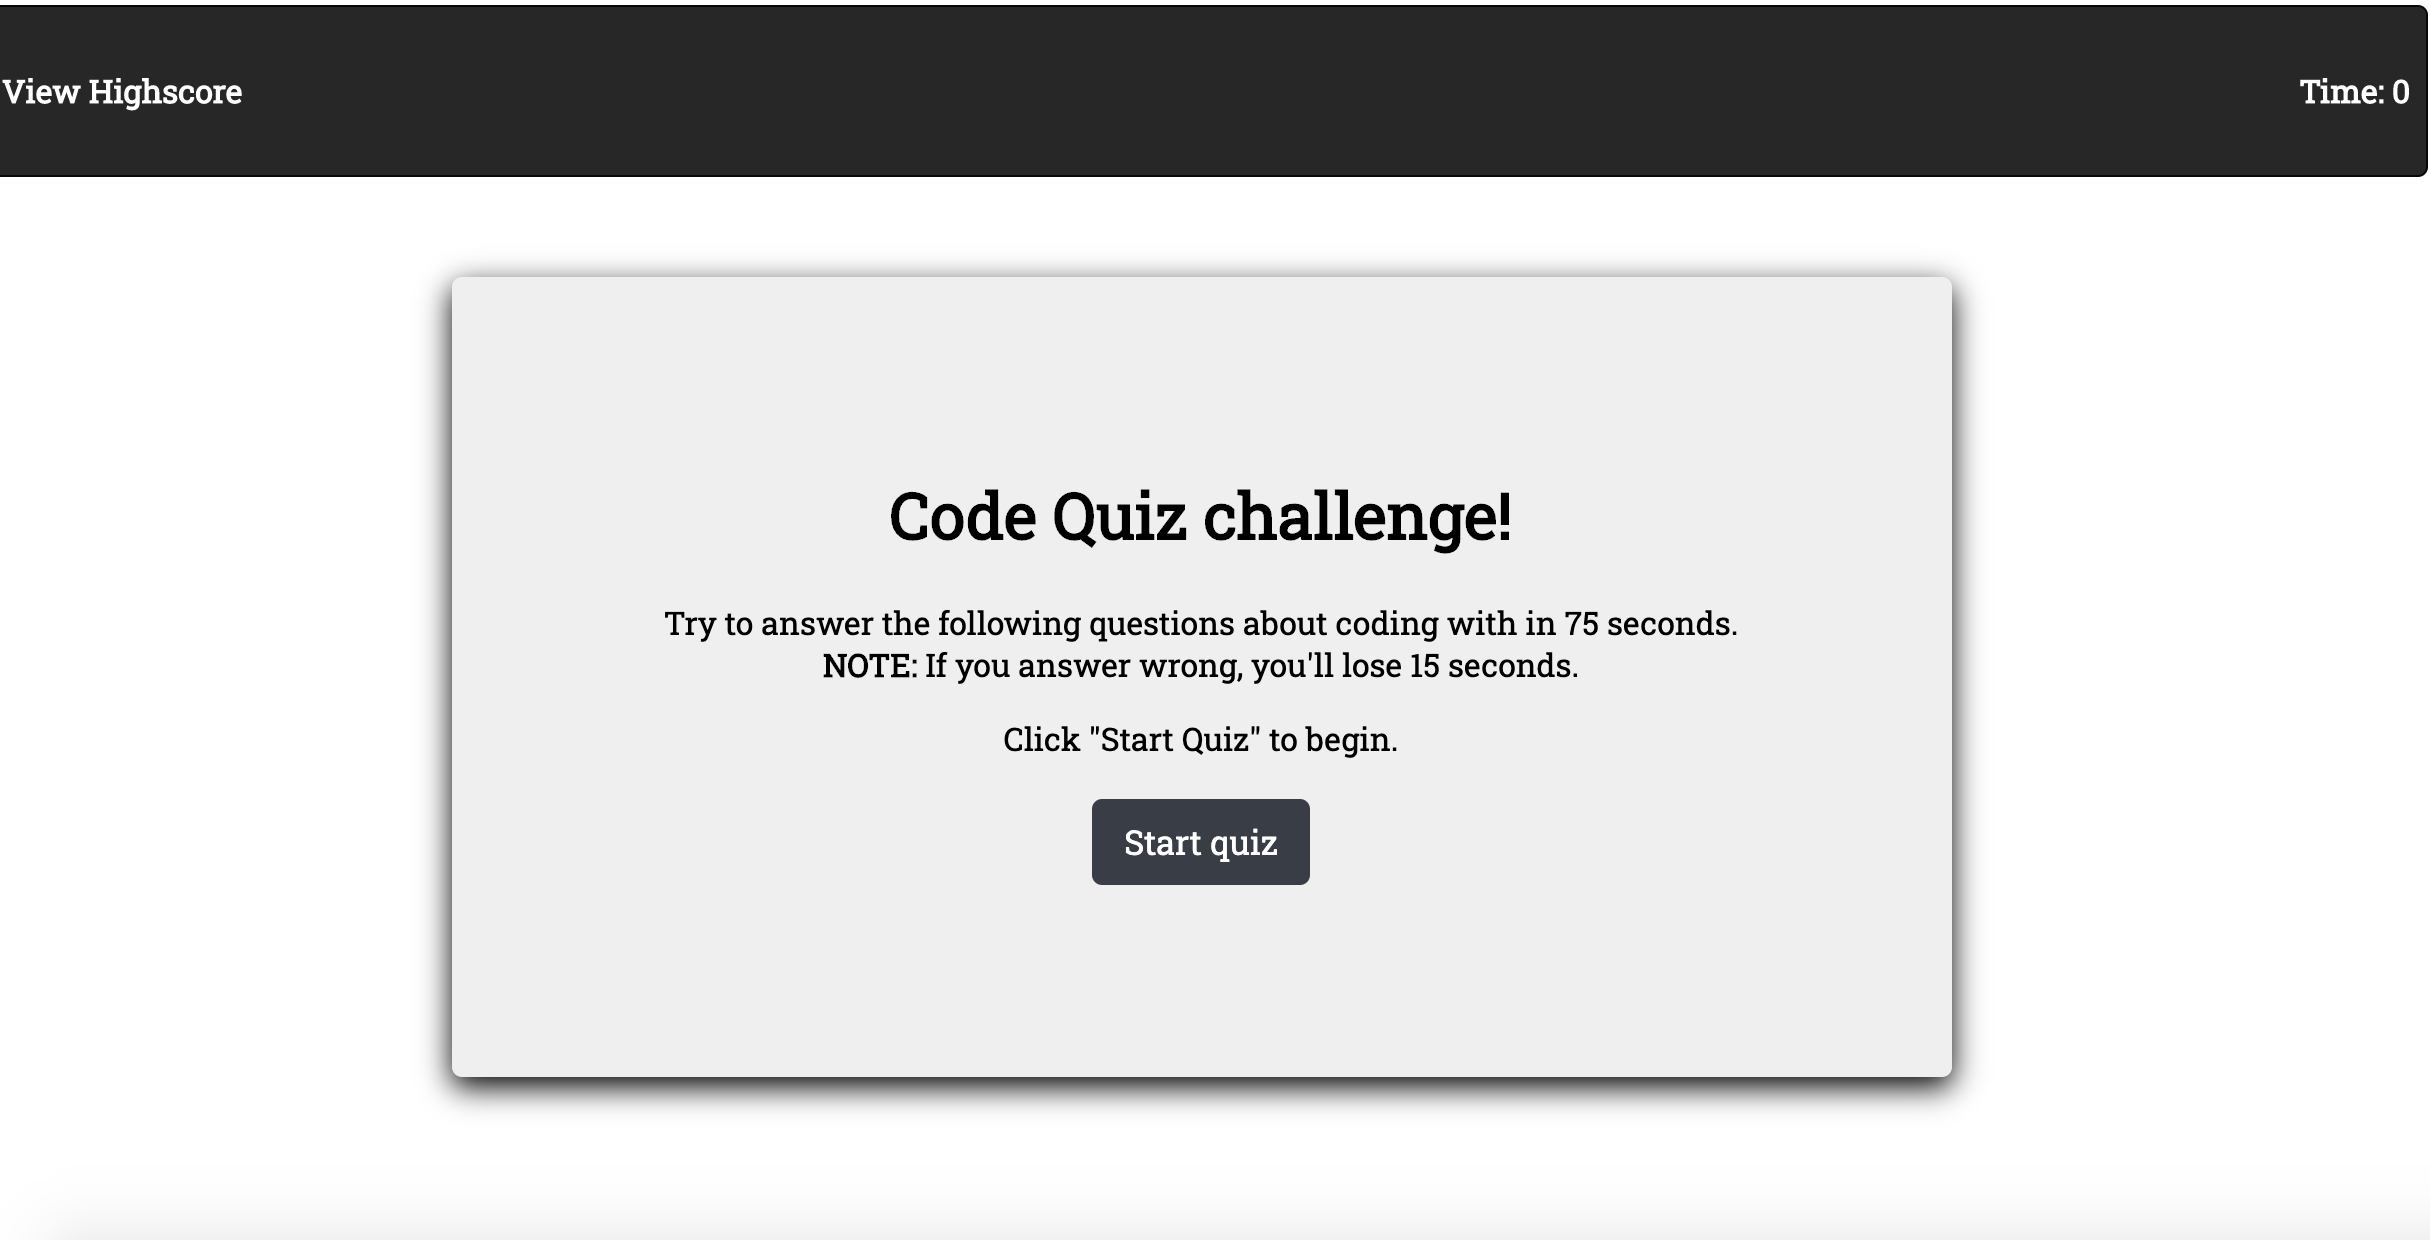 View Highscore
Time: 0
Code Quiz challenge!
Try to answer the following questions about coding with in 75 seconds.
NOTE: If you answer wrong, you'll lose 15 seconds.
Click "Start Quiz" to begin.
Start quiz